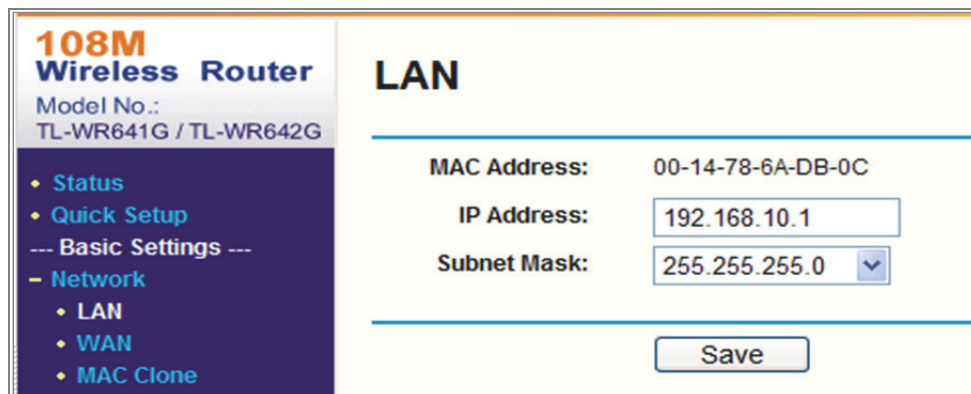 108M
Wireless Router
Model No.:
TL-WR641G / TL-WR642G
• Status
• Quick Setup
--- Basic Settings ---
– Network
• LAN
• WAN
• MAC Clone
LAN
MAC Address: 00-14-78-6A-DB-0C
IP Address: 192.168.10.1
Subnet Mask: 255.255.255.0
Save